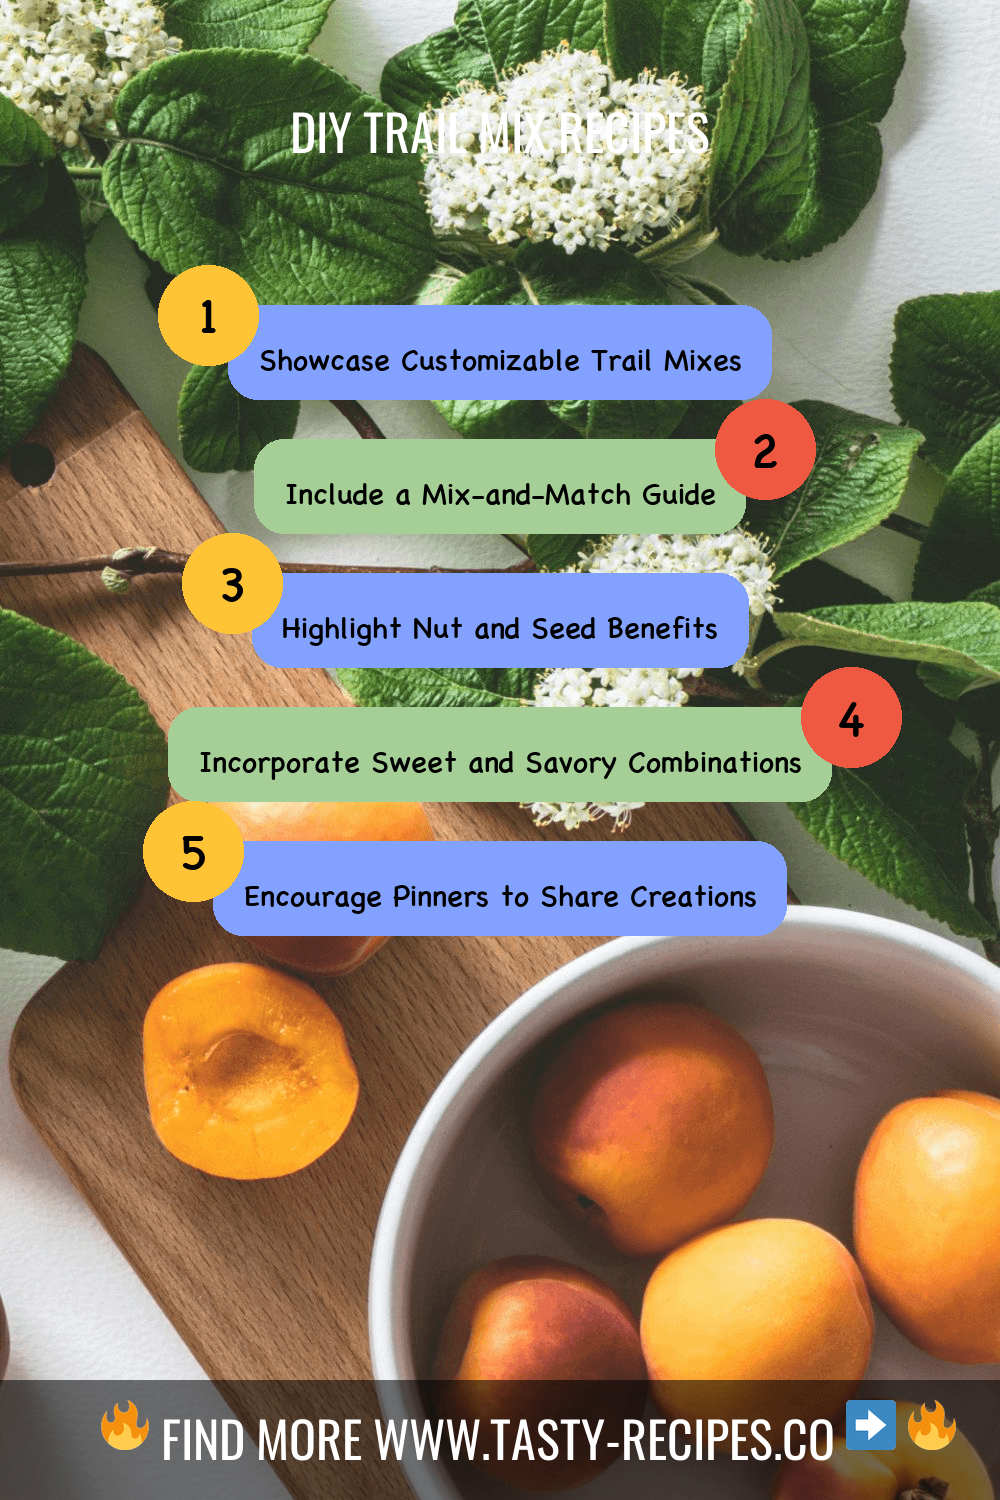 DIY TRAIL MIX RECIPES
1
Showcase Customizable Trail Mixes
2
Include a Mix-and-Match Guide
3
Highlight Nut and Seed Benefits
4
Incorporate Sweet and Savory Combinations
5
Encourage Pinners to Share Creations
FIND MORE WWW.TASTY-RECIPES.CO